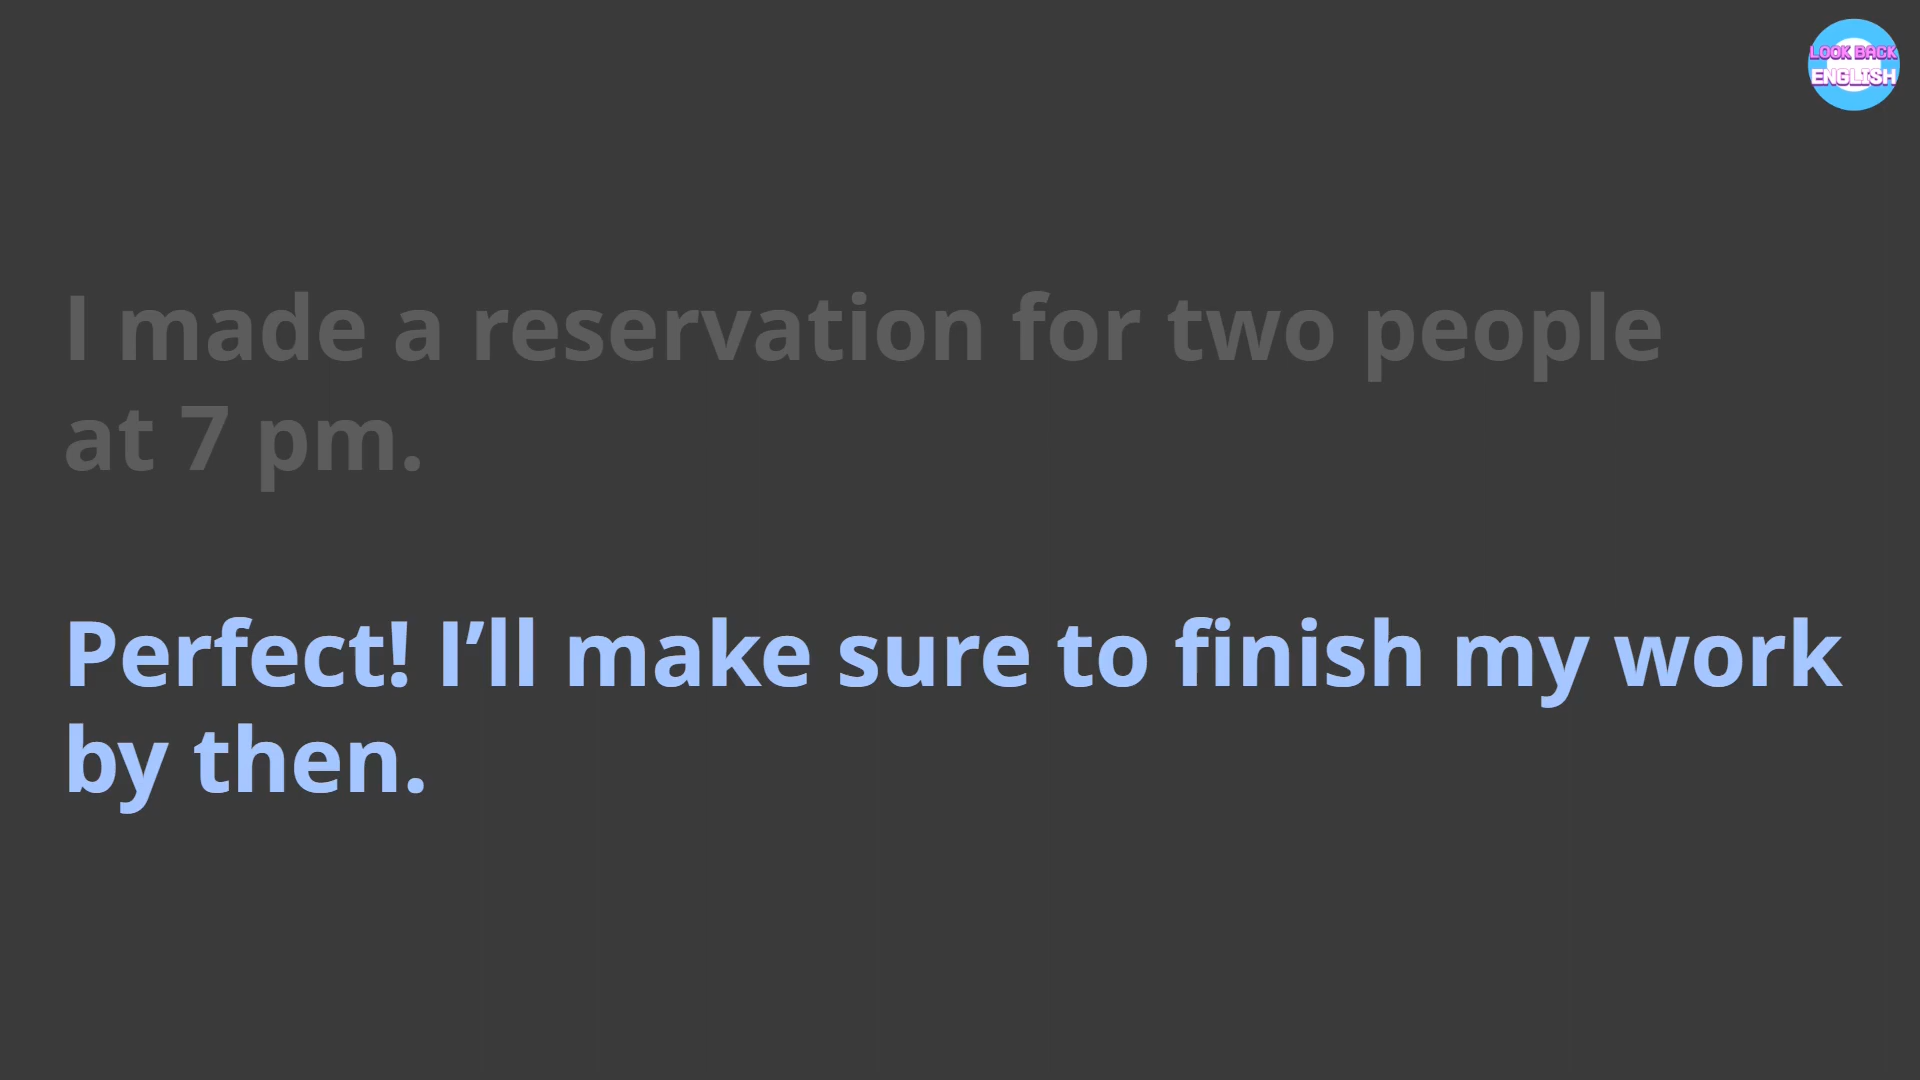 LOOK BACK
ENGLISH
I made a reservation for two people
at 7 pm.
Perfect! I’ll make sure to finish my work
by then.